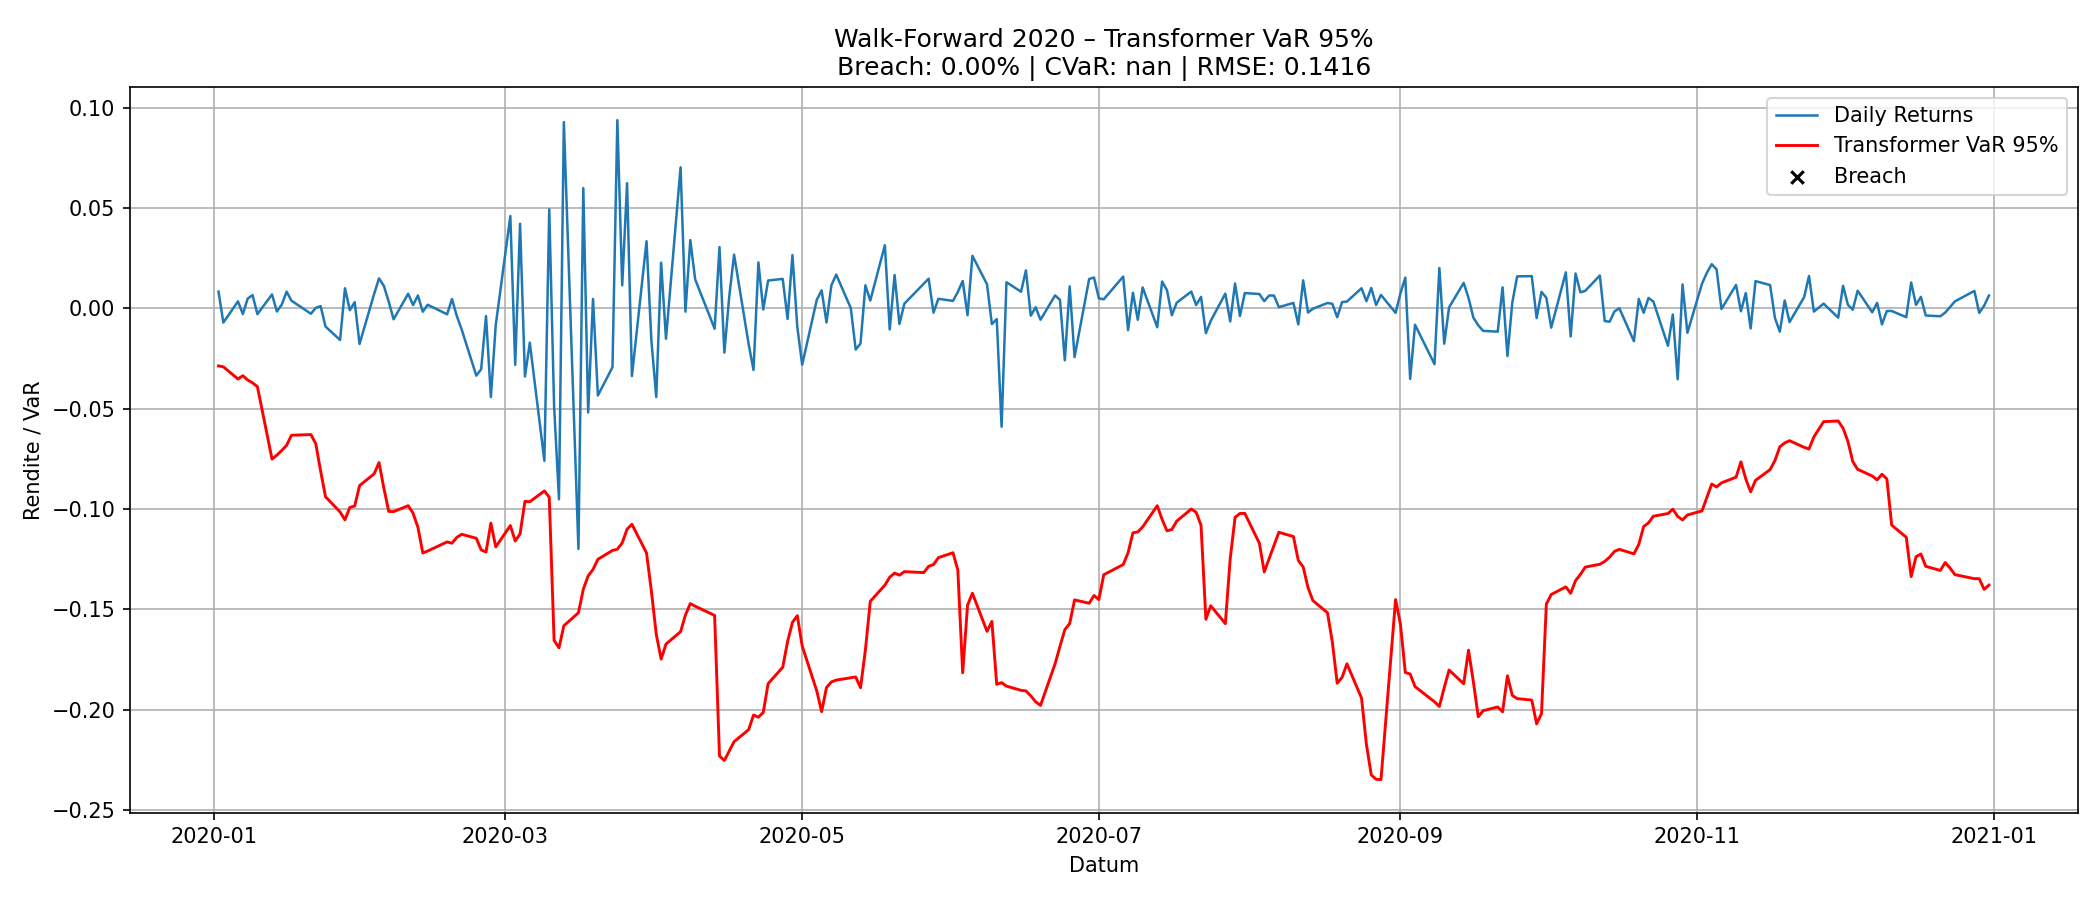 Walk-Forward 2020 – Transformer VaR 95%
Breach: 0.00% | CVaR: nan | RMSE: 0.1416
Daily Returns
Transformer VaR 95%
Breach
0.10
0.05
0.00
−0.05
−0.10
−0.15
−0.20
−0.25
Rendite / VaR
2020-01
2020-03
2020-05
2020-07
2020-09
2020-11
2021-01
Datum